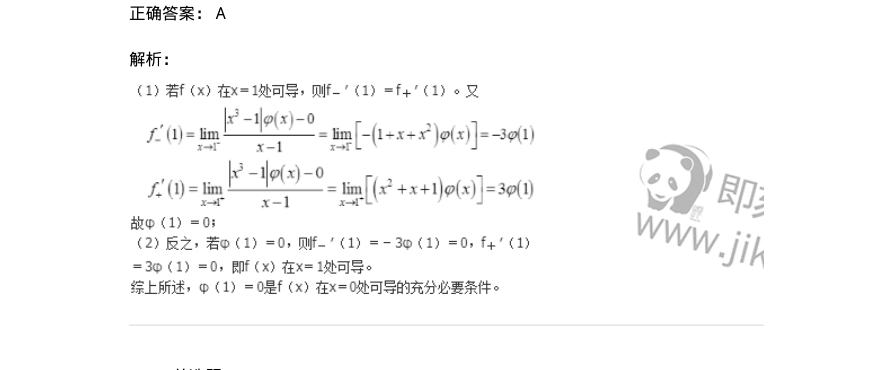 正确答案： A
解析：
（1）若f（x）在x＝1处可导，则f₋′（1）＝f₊′（1）。又
f₋′(1) = lim_{x→1⁻} (|x³ −1|φ(x) − 0)/(x−1) = lim_{x→1⁻} [−(1+x+x²)φ(x)] = −3φ(1)
f₊′(1) = lim_{x→1⁺} (|x³ −1|φ(x) − 0)/(x−1) = lim_{x→1⁺} [(x² + x+1)φ(x)] = 3φ(1)
故φ（1）＝0；
（2）反之，若φ（1）＝0，则f₋′（1）＝－3φ（1）＝0，f₊′（1）
＝3φ（1）＝0，即f（x）在x＝1处可导。
综上所述，φ（1）＝0是f（x）在x＝0处可导的充分必要条件。
即
www.jik